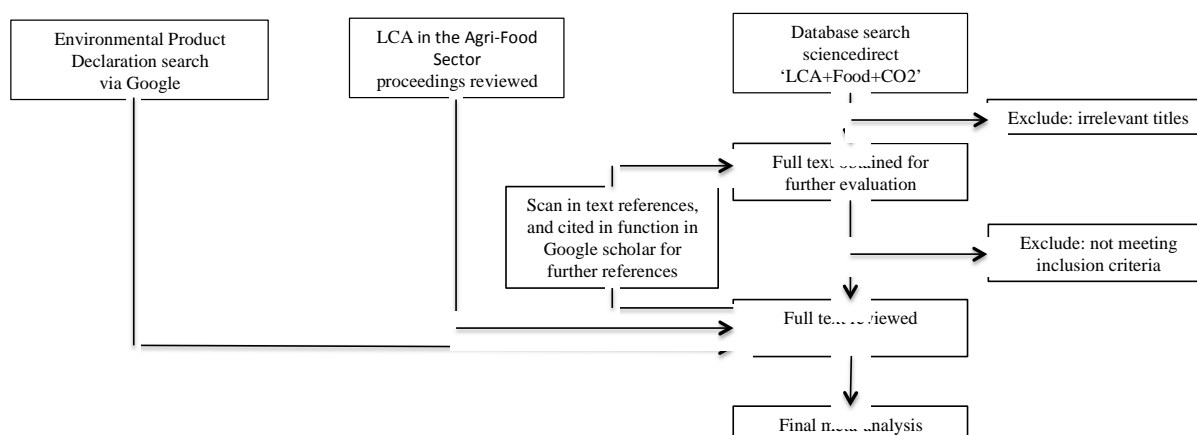 Environmental Product
Declaration search
via Google
LCA in the Agri-Food
Sector
proceedings reviewed
Database search
sciencedirect
‘LCA+Food+CO2’
Exclude: irrelevant titles
Full text obtained for
further evaluation
Scan in text references,
and cited in function in
Google scholar for
further references
Exclude: not meeting
inclusion criteria
Full text reviewed
Final meta analysis